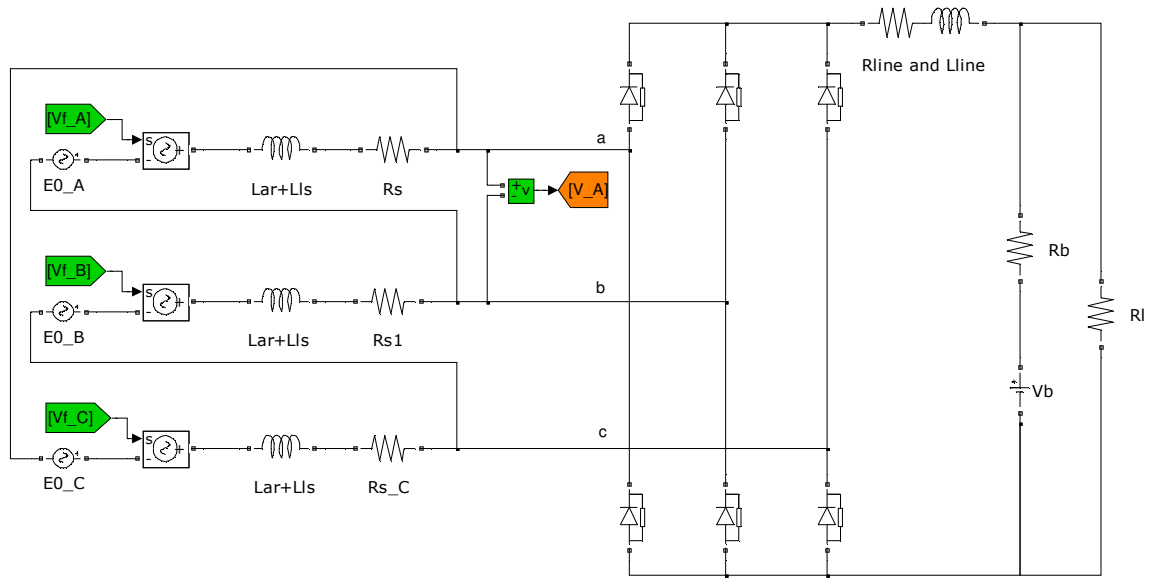 Rline and Lline
[Vf_A]
s
+
-
E0_A
Lar+Lls
Rs
a
+
-
v
[V_A]
[Vf_B]
s
+
-
E0_B
Lar+Lls
Rs1
b
Rb
Rl
Vb
[Vf_C]
s
+
-
E0_C
Lar+Lls
Rs_C
c